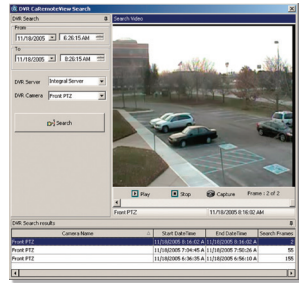 DVR CaRemoteView Search
DVR Search
Search Video
From
11/18/2005 6:26:15 AM
To
11/18/2005 8:26:15 AM
DVR Server Integral Server
DVR Camera Front PTZ
Search
Play Stop Capture Frame : 2 of 2
Front PTZ 11/18/2005 8:16:02 AM
DVR Search results
Camera Name Start DateTime End DateTime Search Frames
Front PTZ 11/18/2005 8:16:02 A 11/18/2005 8:16:02 A 2
Front PTZ 11/18/2005 7:04:45 A 11/18/2005 7:50:26 A 55
Front PTZ 11/18/2005 6:36:35 A 11/18/2005 6:56:10 A 155